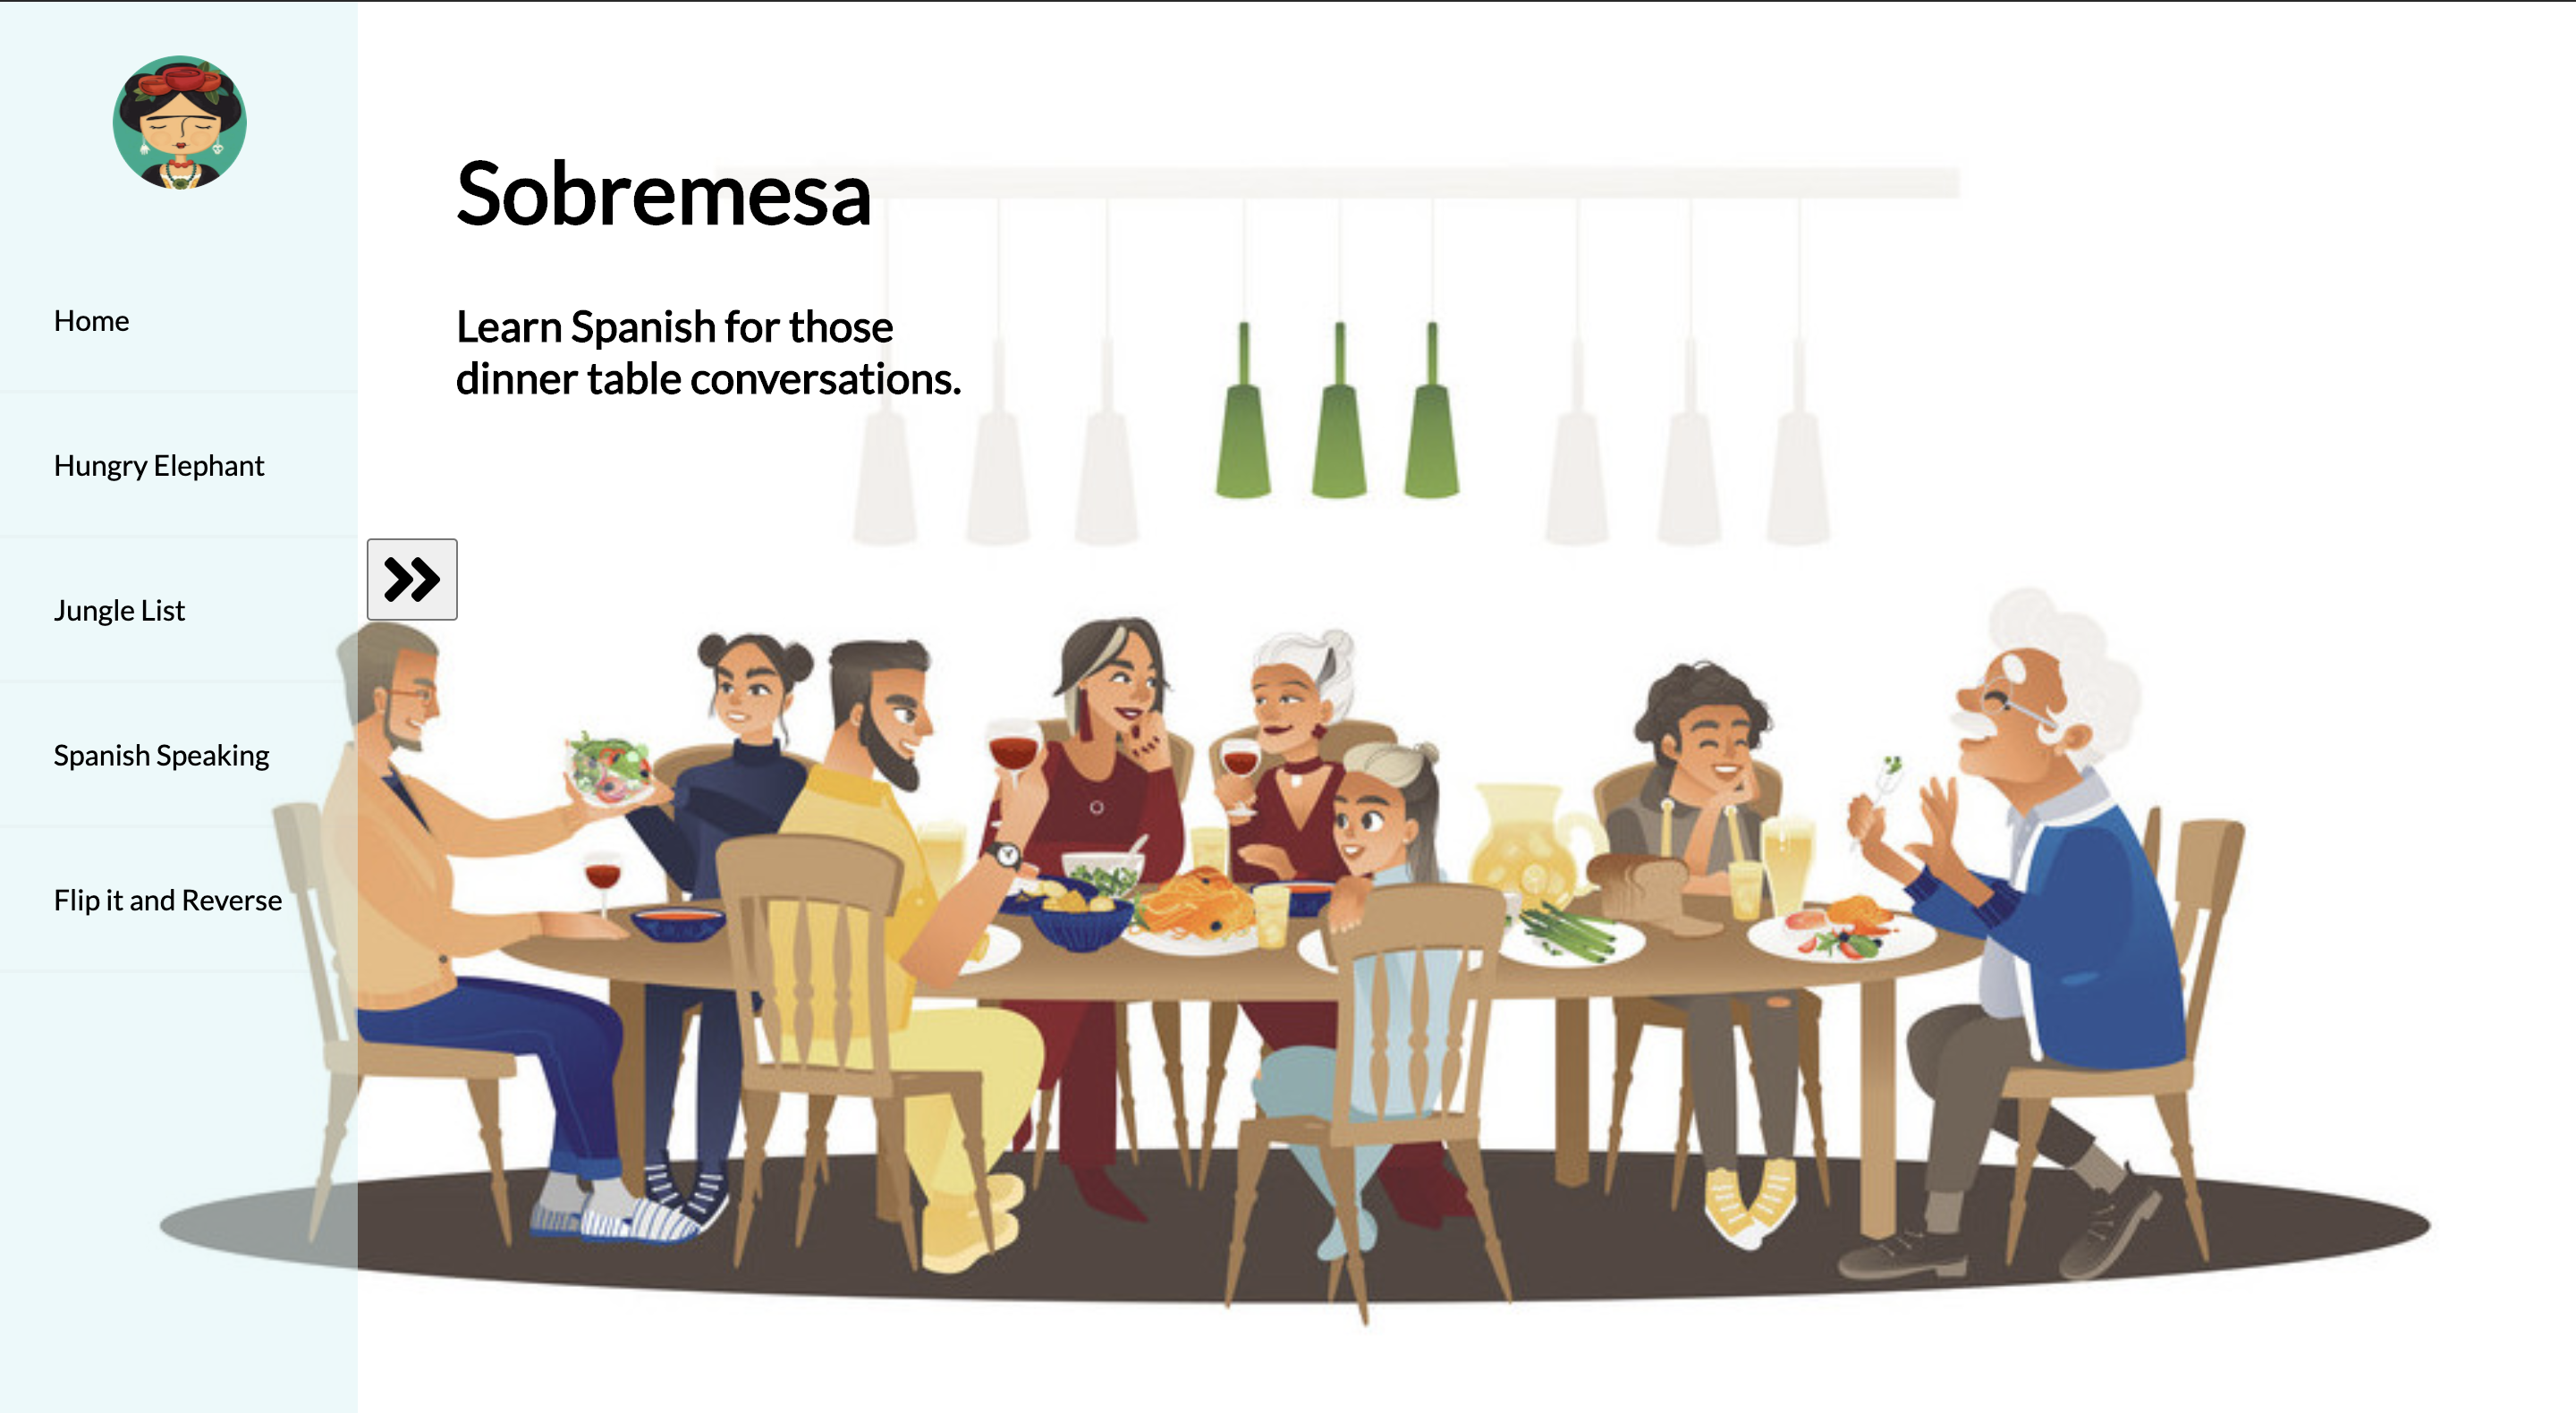 Home
Hungry Elephant
Jungle List
Spanish Speaking
Flip it and Reverse
Sobremesa
Learn Spanish for those
dinner table conversations.